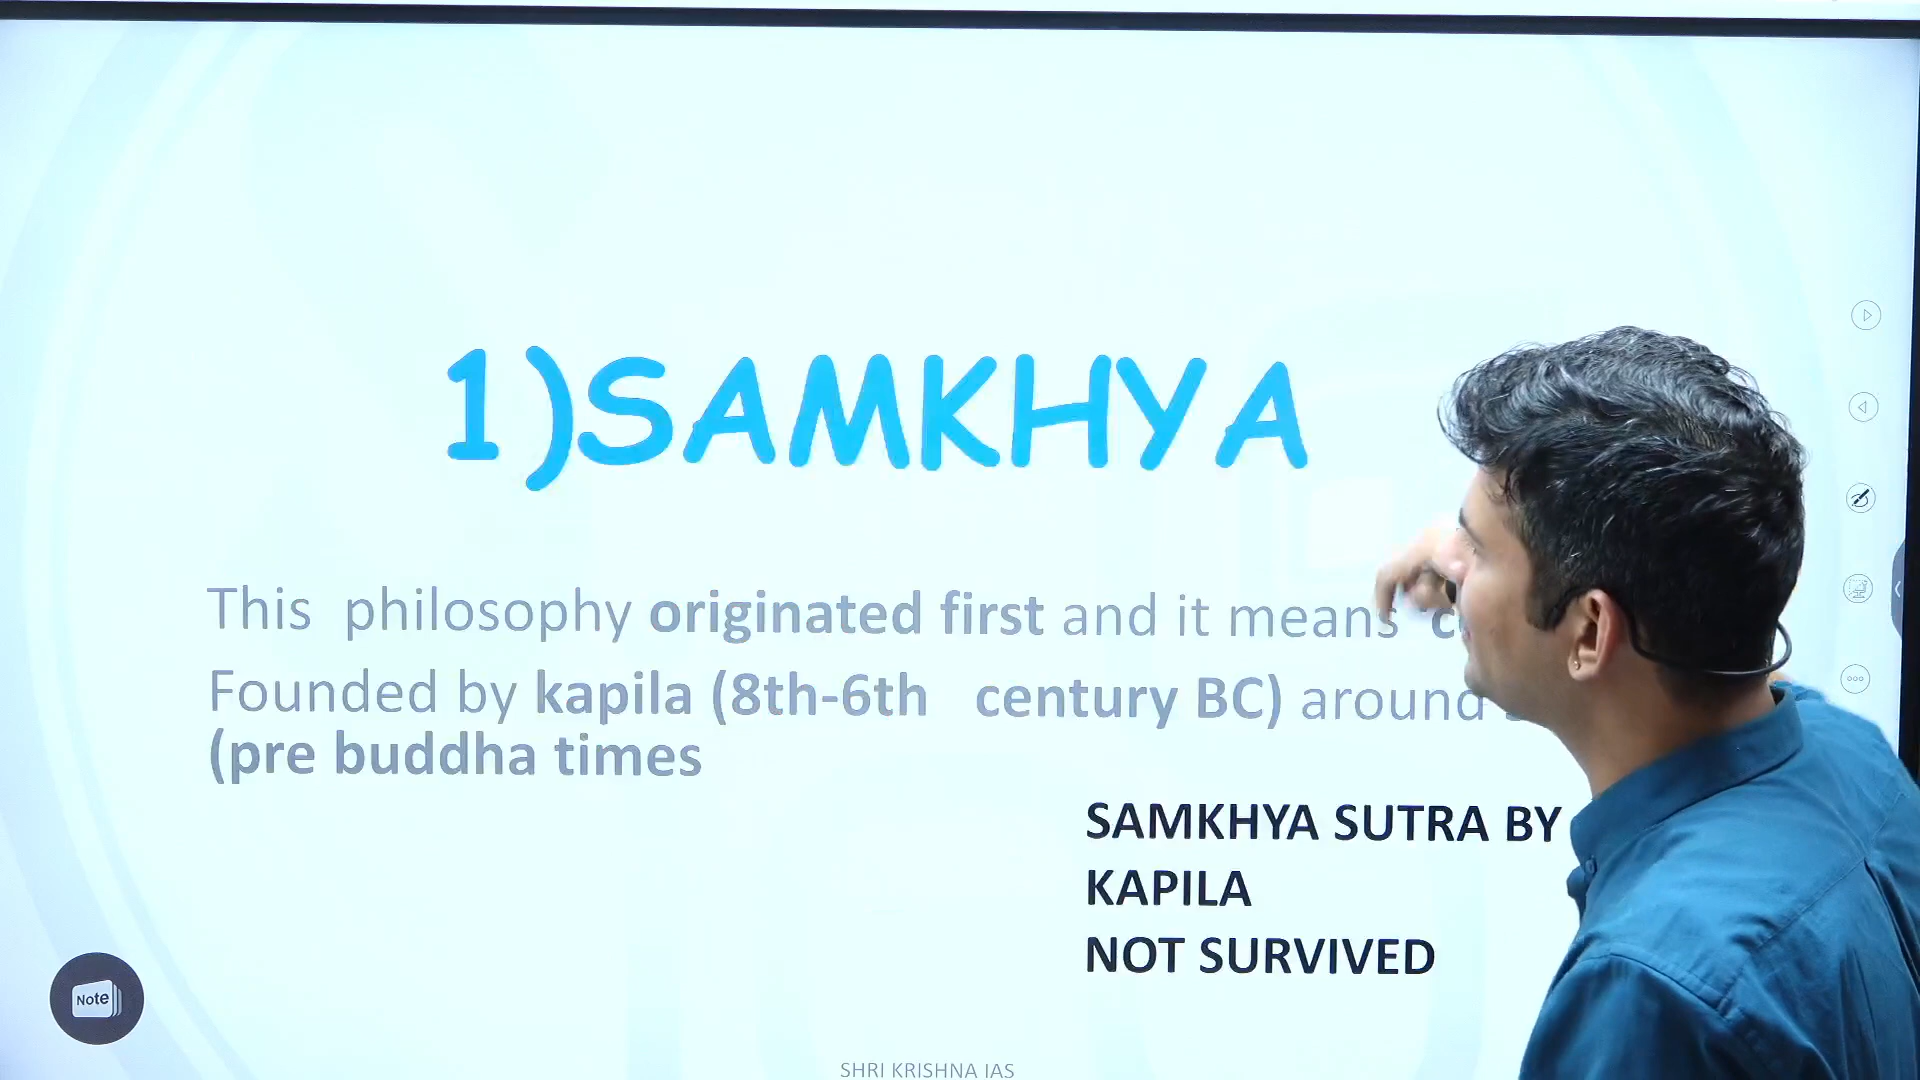 1)SAMKHYA
This philosophy originated first and it means
Founded by kapila (8th-6th century BC) around
(pre buddha times
SAMKHYA SUTRA BY
KAPILA
NOT SURVIVED
Note
SHRI KRISHNA IAS